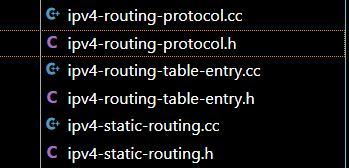 ipv4-routing-protocol.cc
ipv4-routing-protocol.h
ipv4-routing-table-entry.cc
ipv4-routing-table-entry.h
ipv4-static-routing.cc
ipv4-static-routing.h